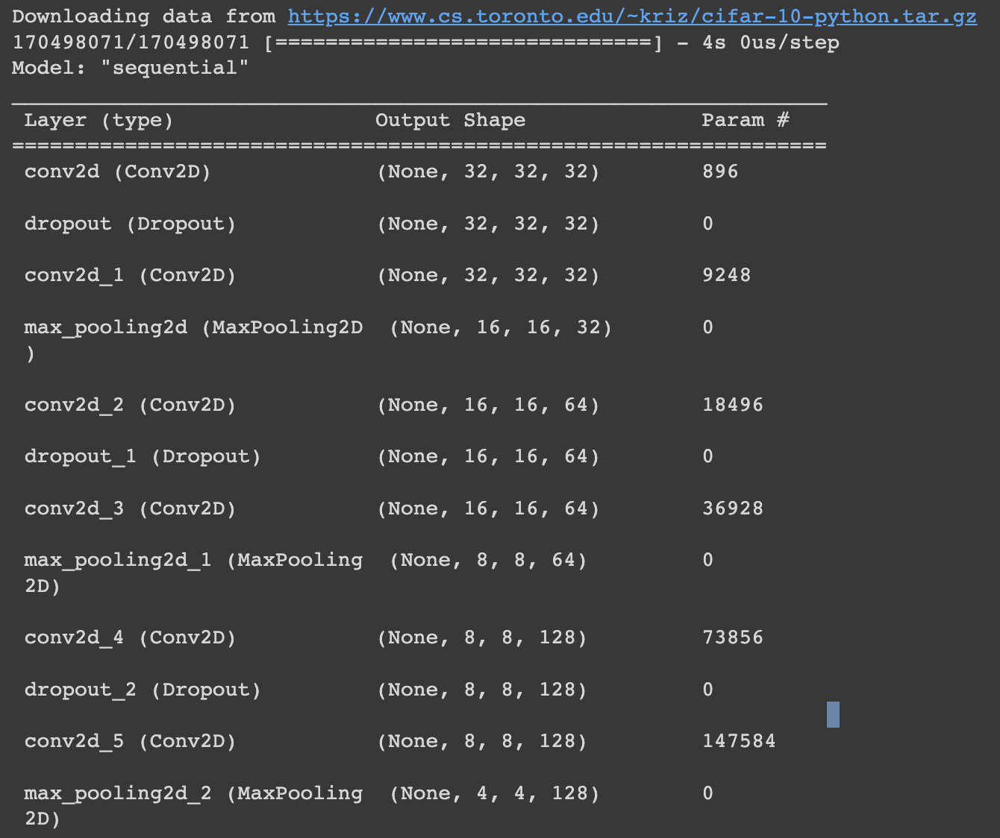 Downloading data from https://www.cs.toronto.edu/~kriz/cifar-10-python.tar.gz
170498071/170498071 [==============================] - 4s 0us/step
Model: "sequential"
_________________________________________________________________
Layer (type) Output Shape Param #
=================================================================
conv2d (Conv2D) (None, 32, 32, 32) 896
dropout (Dropout) (None, 32, 32, 32) 0
conv2d_1 (Conv2D) (None, 32, 32, 32) 9248
max_pooling2d (MaxPooling2D (None, 16, 16, 32) 0
)
conv2d_2 (Conv2D) (None, 16, 16, 64) 18496
dropout_1 (Dropout) (None, 16, 16, 64) 0
conv2d_3 (Conv2D) (None, 16, 16, 64) 36928
max_pooling2d_1 (MaxPooling (None, 8, 8, 64) 0
2D)
conv2d_4 (Conv2D) (None, 8, 8, 128) 73856
dropout_2 (Dropout) (None, 8, 8, 128) 0
conv2d_5 (Conv2D) (None, 8, 8, 128) 147584
max_pooling2d_2 (MaxPooling (None, 4, 4, 128) 0
2D)